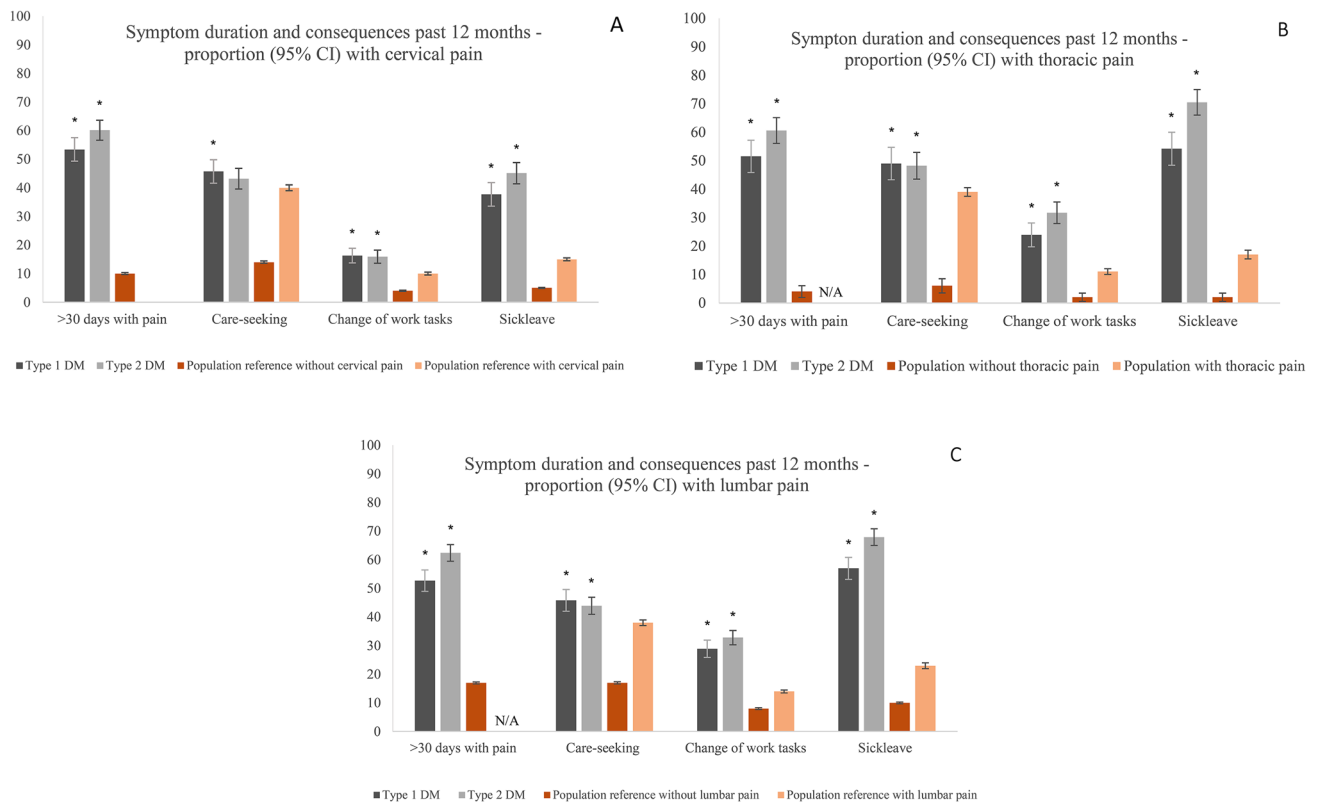 A
Symptom duration and consequences past 12 months -
proportion (95% CI) with cervical pain
100
90
80
70
60
50
40
30
20
10
0
* * * * * * *
>30 days with pain Care-seeking Change of work tasks Sickleave
Type 1 DM Type 2 DM Population reference without cervical pain Population reference with cervical pain
B
Symptom duration and consequences past 12 months -
proportion (95% CI) with thoracic pain
100
90
80
70
60
50
40
30
20
10
0
* * * * * * * *
N/A
>30 days with pain Care-seeking Change of work tasks Sickleave
Type 1 DM Type 2 DM Population without thoracic pain Population with thoracic pain
C
Symptom duration and consequences past 12 months -
proportion (95% CI) with lumbar pain
100
90
80
70
60
50
40
30
20
10
0
* * * * * * * *
N/A
>30 days with pain Care-seeking Change of work tasks Sickleave
Type 1 DM Type 2 DM Population reference without lumbar pain Population reference with lumbar pain